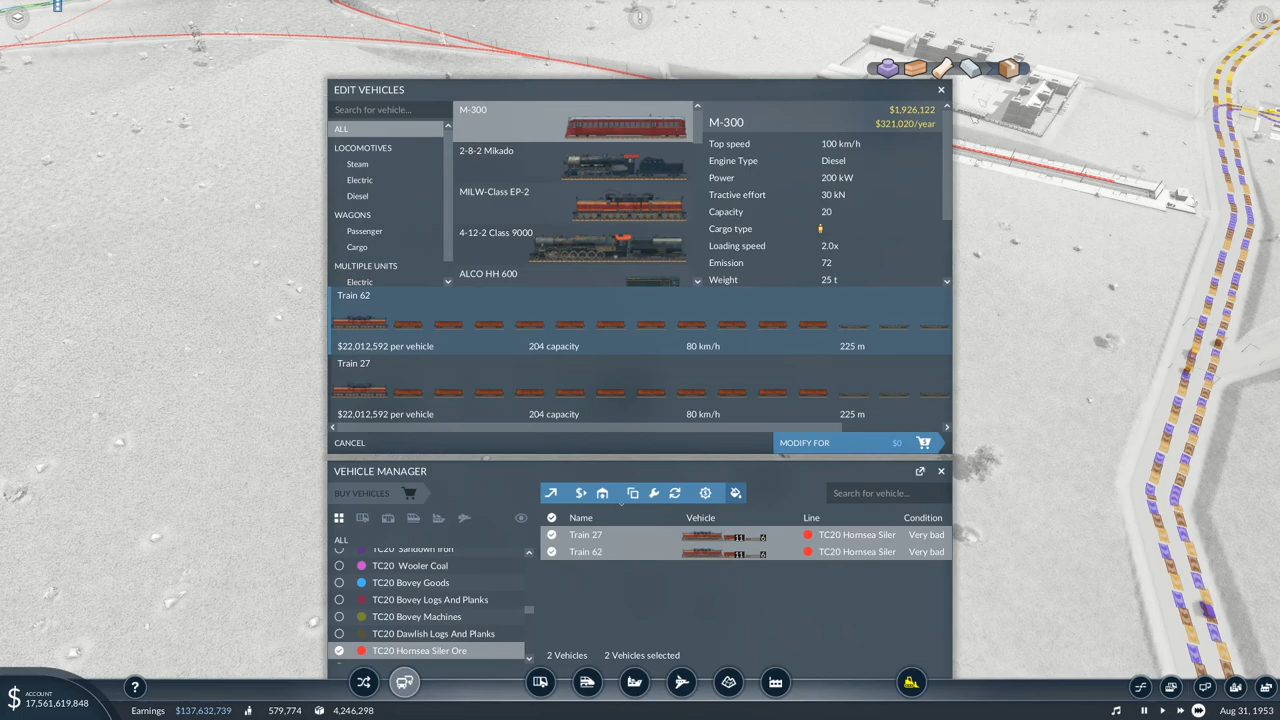 EDIT VEHICLES
Search for vehicle...
ALL
LOCOMOTIVES
Steam
Electric
Diesel
WAGONS
Passenger
Cargo
MULTIPLE UNITS
Electric
M-300
2-8-2 Mikado
MILW-Class EP-2
4-12-2 Class 9000
ALCO HH 600
$1,926,122
M-300
$321,020/year
Top speed 100 km/h
Engine Type Diesel
Power 200 kW
Tractive effort 30 kN
Capacity 20
Cargo type
Loading speed 2.0x
Emission 72
Weight 25 t
Train 62
$22,012,592 per vehicle 204 capacity 80 km/h 225 m
Train 27
$22,012,592 per vehicle 204 capacity 80 km/h 225 m
CANCEL
MODIFY FOR $0
VEHICLE MANAGER
BUY VEHICLES
Search for vehicle...
ALL
TC20 Sandown Iron
TC20 Wooler Coal
TC20 Bovey Goods
TC20 Bovey Logs And Planks
TC20 Bovey Machines
TC20 Dawlish Logs And Planks
TC20 Hornsea Siler Ore
Name Vehicle Line Condition
Train 27 11 6 TC20 Hornsea Siler Very bad
Train 62 11 6 TC20 Hornsea Siler Very bad
2 Vehicles 2 Vehicles selected
$ ACCOUNT
17,561,619,848
?
Earnings $137,632,739 579,774 4,246,298
Aug 31, 1953